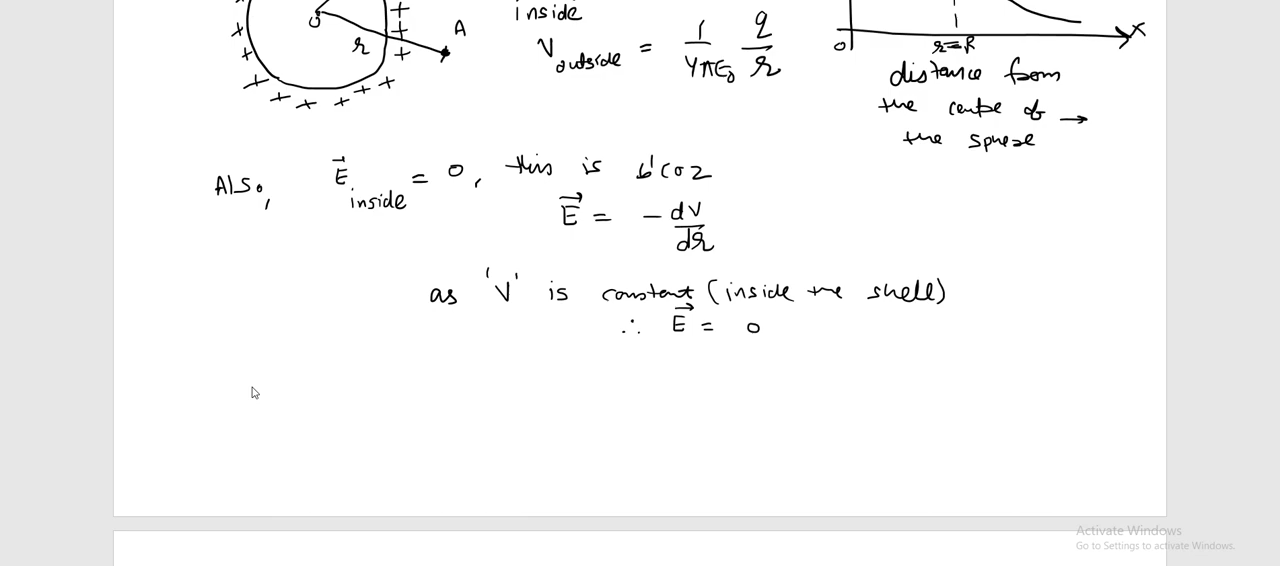 O
r
A
inside
V outside = 1/4πε₀ q/r
O
r=R
X
distance from
the centre of →
the sphere
Also, E⃗ inside = 0, this is b'coz
E⃗ = -dV/dr
as 'V' is constant (inside the shell)
∴ E⃗ = 0
Activate Windows
Go to Settings to activate Windows.